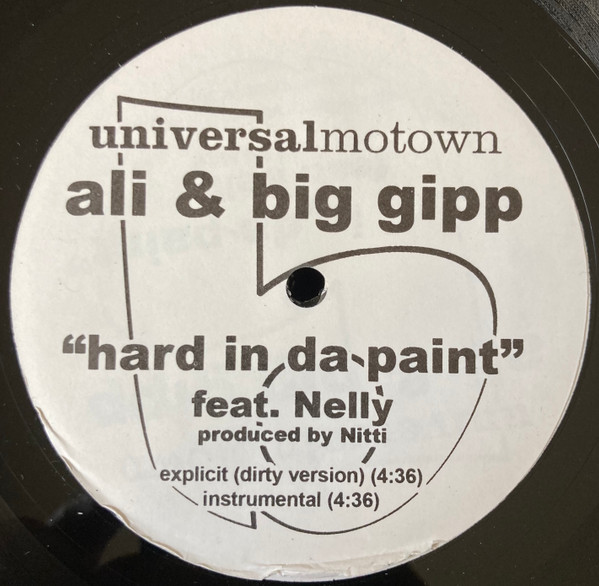 universalmotown
ali & big gipp
“hard in da paint”
feat. Nelly
produced by Nitti
explicit (dirty version) (4:36)
instrumental (4:36)